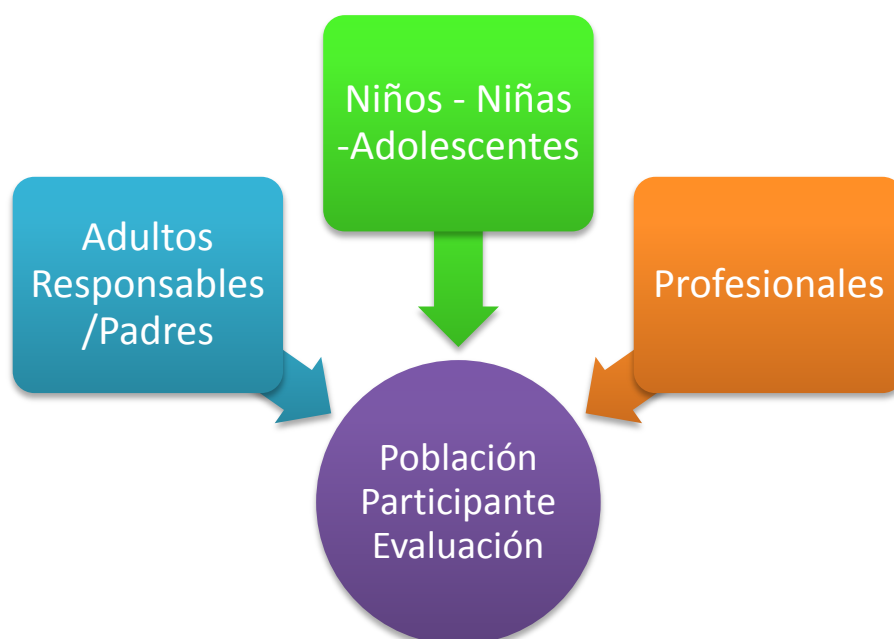 Niños - Niñas
-Adolescentes
Adultos
Responsables
/Padres
Profesionales
Población
Participante
Evaluación